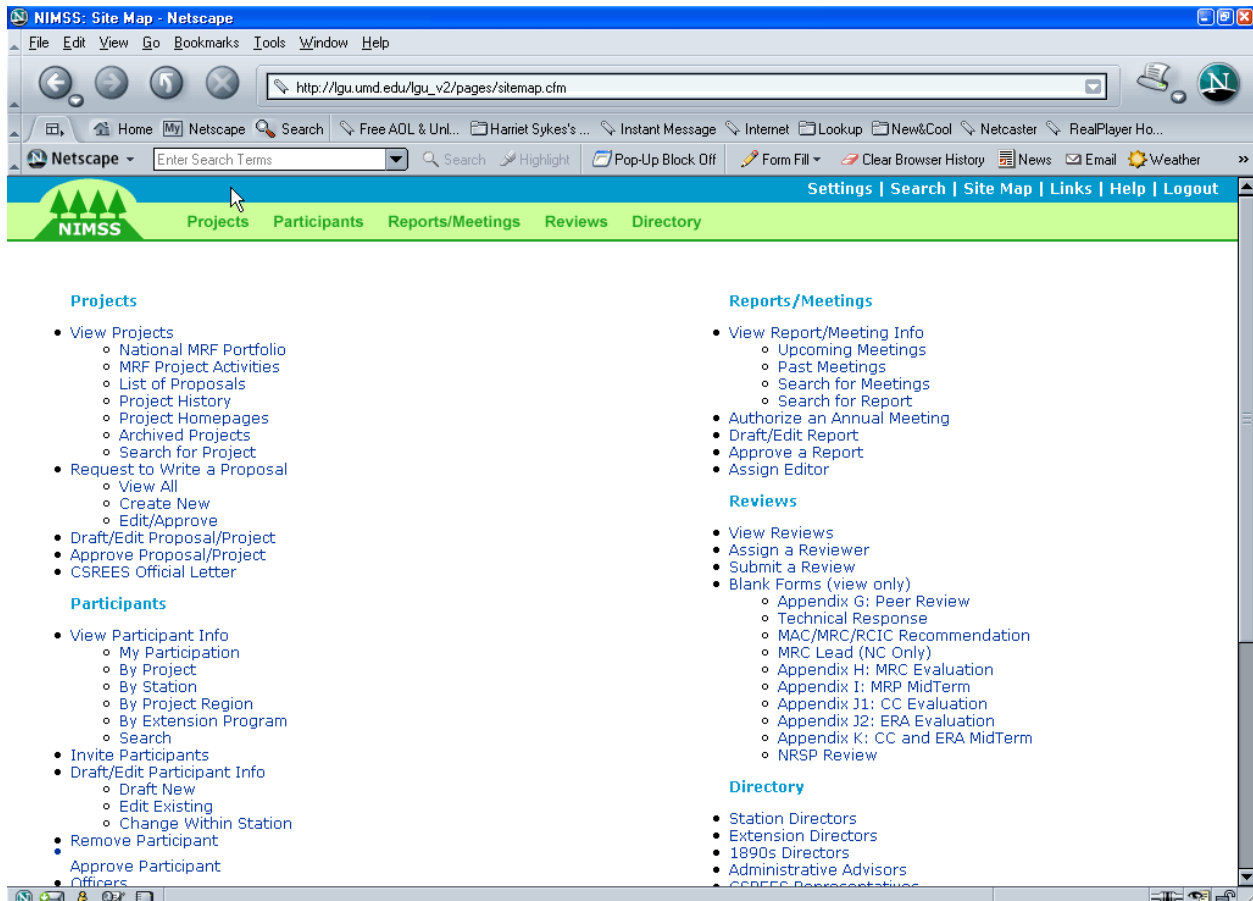 NIMSS: Site Map - Netscape
File Edit View Go Bookmarks Tools Window Help
http://lgu.umd.edu/lgu_v2/pages/sitemap.cfm
N
Home My Netscape Search Free AOL & Unl... Harriet Sykes's ... Instant Message Internet Lookup New&Cool Netcaster RealPlayer Ho...
Netscape Enter Search Terms Search Highlight Pop-Up Block Off Form Fill Clear Browser History News Email Weather »
Settings | Search | Site Map | Links | Help | Logout
NIMSS Projects Participants Reports/Meetings Reviews Directory
Projects
• View Projects
National MRF Portfolio
MRF Project Activities
List of Proposals
Project History
Project Homepages
Archived Projects
Search for Project
• Request to Write a Proposal
View All
Create New
Edit/Approve
• Draft/Edit Proposal/Project
• Approve Proposal/Project
• CSREES Official Letter
Participants
• View Participant Info
My Participation
By Project
By Station
By Project Region
By Extension Program
Search
• Invite Participants
• Draft/Edit Participant Info
Draft New
Edit Existing
Change Within Station
• Remove Participant
• Approve Participant
• Officers
Reports/Meetings
• View Report/Meeting Info
Upcoming Meetings
Past Meetings
Search for Meetings
Search for Report
• Authorize an Annual Meeting
• Draft/Edit Report
• Approve a Report
• Assign Editor
Reviews
• View Reviews
• Assign a Reviewer
• Submit a Review
• Blank Forms (view only)
Appendix G: Peer Review
Technical Response
MAC/MRC/RCIC Recommendation
MRC Lead (NC Only)
Appendix H: MRC Evaluation
Appendix I: MRP MidTerm
Appendix J1: CC Evaluation
Appendix J2: ERA Evaluation
Appendix K: CC and ERA MidTerm
NRSP Review
Directory
• Station Directors
• Extension Directors
• 1890s Directors
• Administrative Advisors
• CSREES Representatives